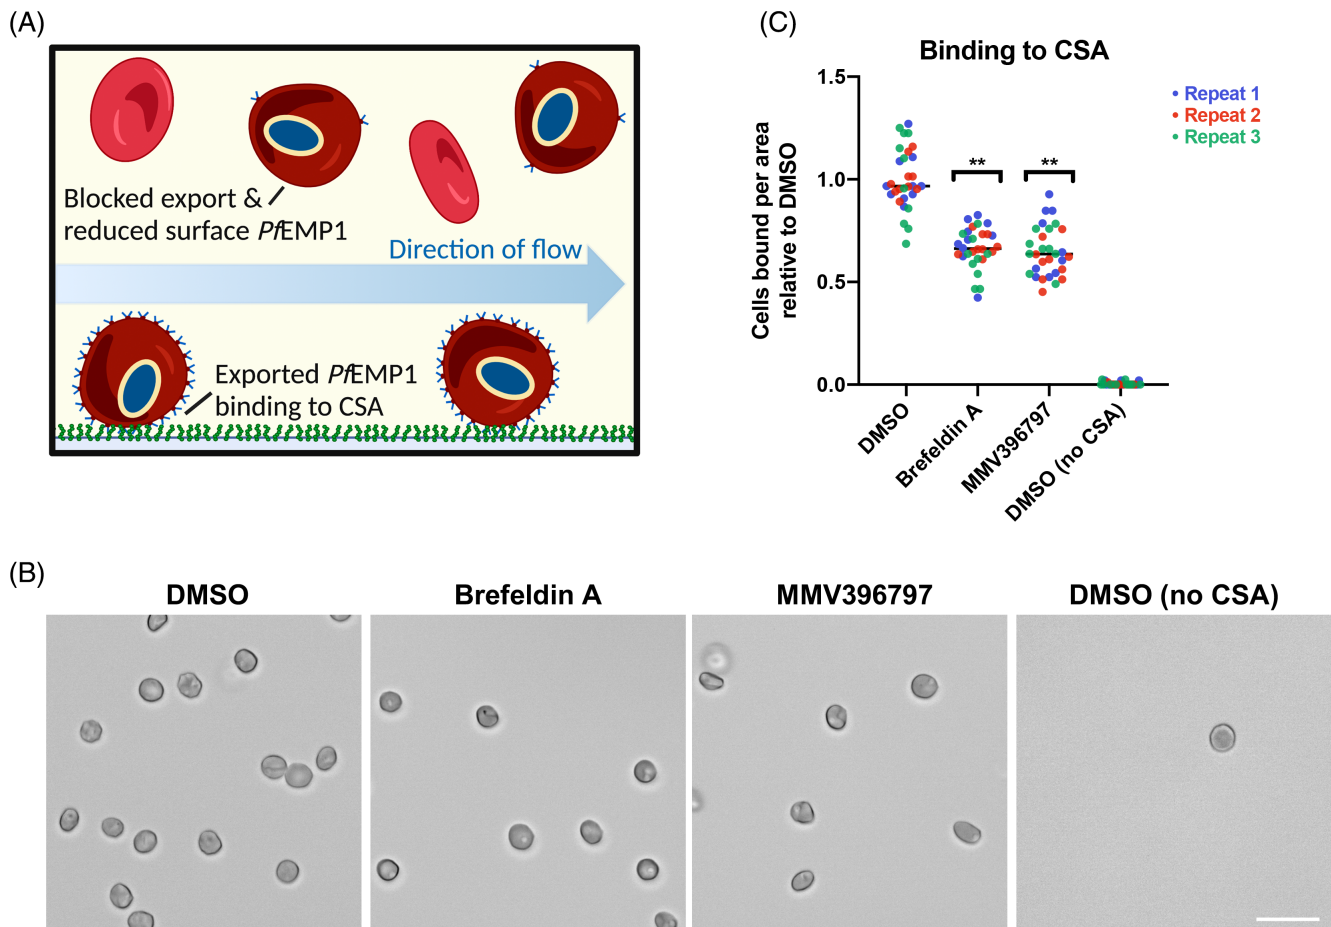 (A)
Blocked export &
reduced surface PfEMP1
Direction of flow
Exported PfEMP1
binding to CSA
(C)
Binding to CSA
Cells bound per area
relative to DMSO
1.5
1.0
0.5
0.0
**
**
Repeat 1
Repeat 2
Repeat 3
DMSO
Brefeldin A
MMV396797
DMSO (no CSA)
(B)
DMSO
Brefeldin A
MMV396797
DMSO (no CSA)